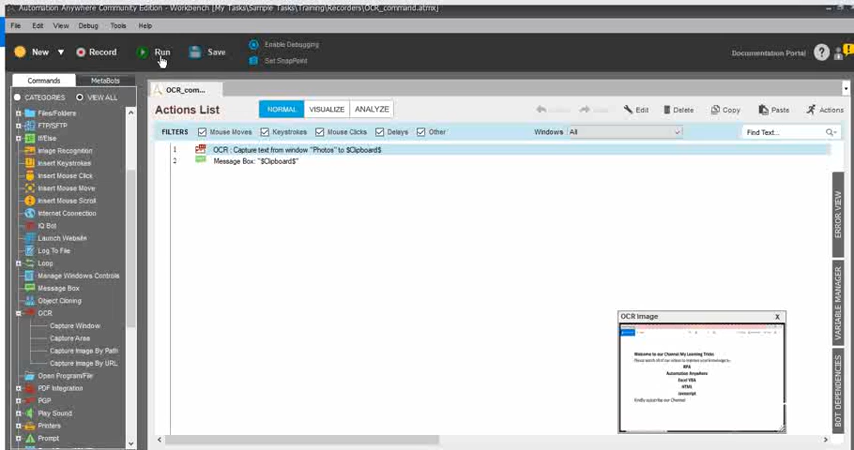 Automation Anywhere Community Edition - Workbench [My Tasks\Sample Tasks\Training\Recorders\OCR_command.atmx]
File Edit View Debug Tools Help
New Record Run Save
Enable Debugging
Set SnapPoint
Documentation Portal
Commands MetaBots
CATEGORIES VIEW ALL
Files/Folders
FTP/SFTP
If/Else
Image Recognition
Insert Keystrokes
Insert Mouse Click
Insert Mouse Move
Insert Mouse Scroll
Internet Connection
IQ Bot
Launch Website
Log To File
Loop
Manage Windows Controls
Message Box
Object Cloning
OCR
Capture Window
Capture Area
Capture Image By Path
Capture Image By URL
Open Program/File
PDF Integration
PGP
Play Sound
Printers
Prompt
OCR_com...
Actions List NORMAL VISUALIZE ANALYZE
Edit Delete Copy Paste Actions
FILTERS Mouse Moves Keystrokes Mouse Clicks Delays Other Windows All Find Text...
1 OCR : Capture text from window "Photos" to $Clipboard$
2 Message Box: "$Clipboard$"
ERROR VIEW
VARIABLE MANAGER
BOT DEPENDENCIES
OCR Image X
Welcome to our Channel My Learning Tricks
RPA
Automation Anywhere
Excel VBA
HTML
Javascript
Kindly subscribe our Channel